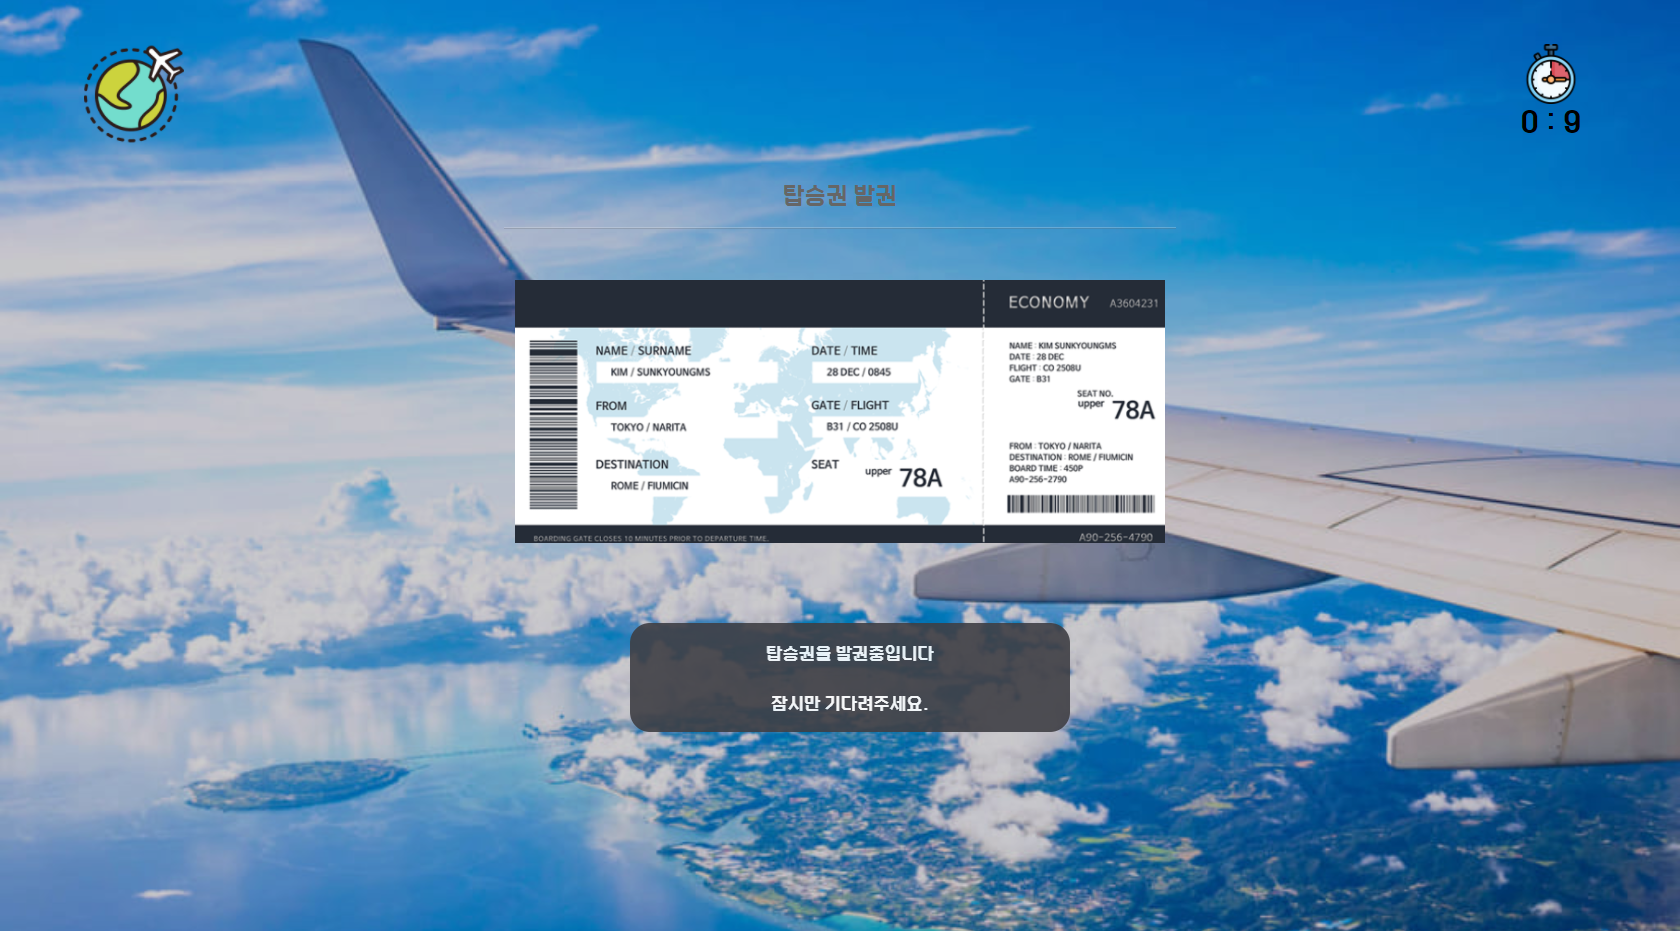 0 : 9
탑승권 발권
ECONOMY A3604231
NAME / SURNAME
KIM / SUNKYOUNGMS
DATE / TIME
28 DEC / 0845
FROM
TOKYO / NARITA
GATE / FLIGHT
B31 / CO 2508U
DESTINATION
ROME / FIUMICIN
SEAT upper 78A
NAME : KIM SUNKYOUNGMS
DATE : 28 DEC
FLIGHT : CO 2508U
GATE : B31
SEAT NO.
upper 78A
FROM : TOKYO / NARITA
DESTINATION : ROME / FIUMICIN
BOARD TIME : 450P
A90-256-2790
BOARDING GATE CLOSES 10 MINUTES PRIOR TO DEPARTURE TIME.
A90-256-4790
탑승권을 발권중입니다
잠시만 기다려주세요.